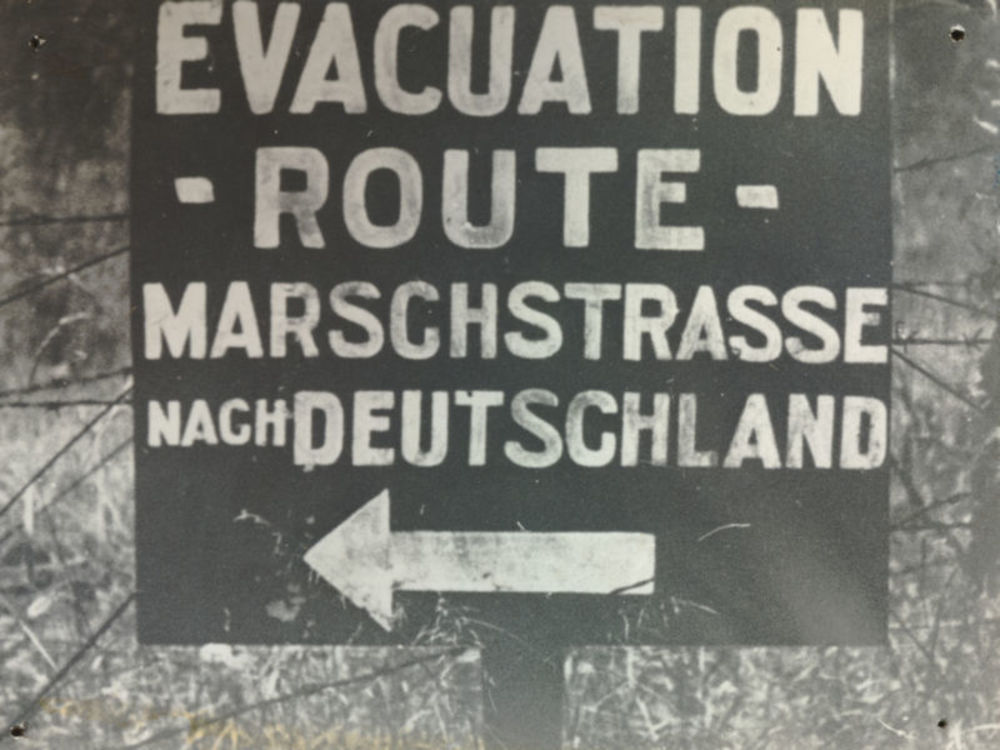 EVACUATION
- ROUTE -
MARSCHSTRASSE
NACH DEUTSCHLAND